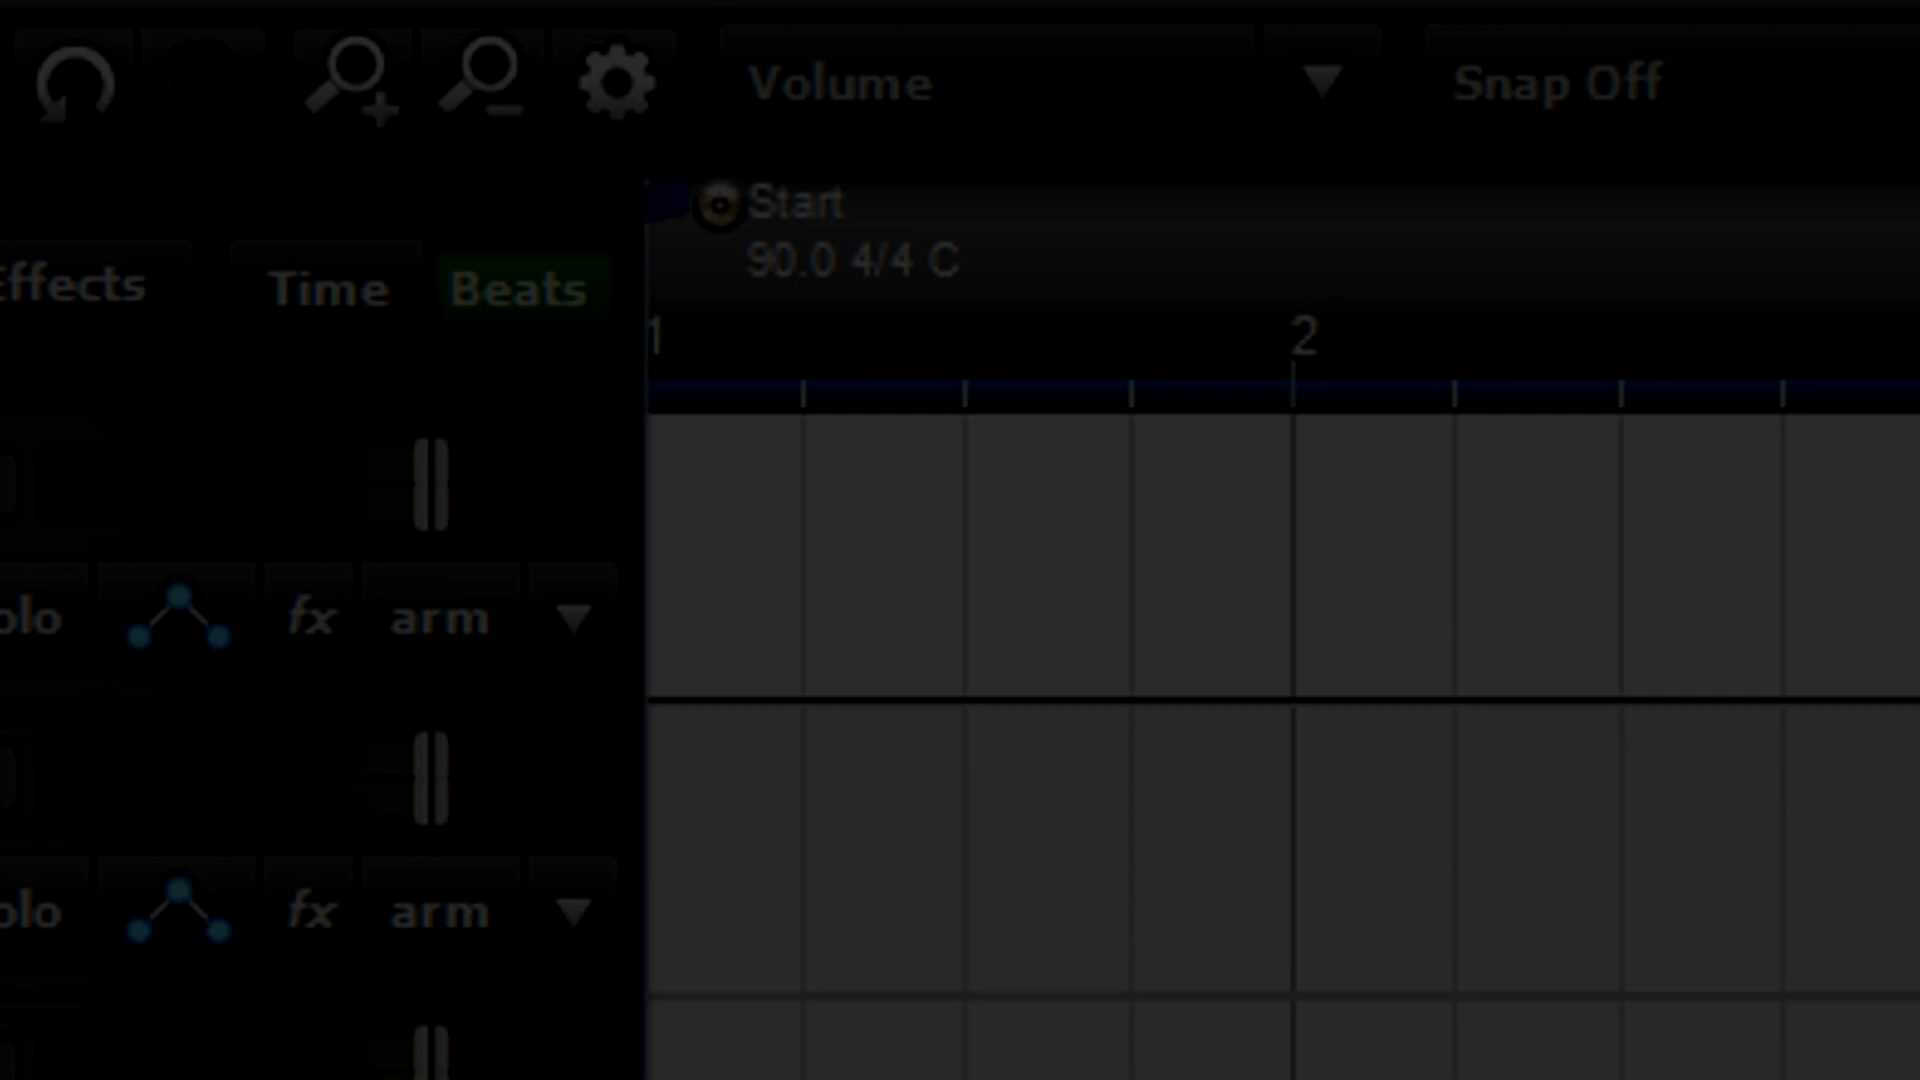 Volume
Snap Off
Start
90.0 4/4 C
ffects
Time
Beats
1
2
olo
fx
arm
olo
fx
arm